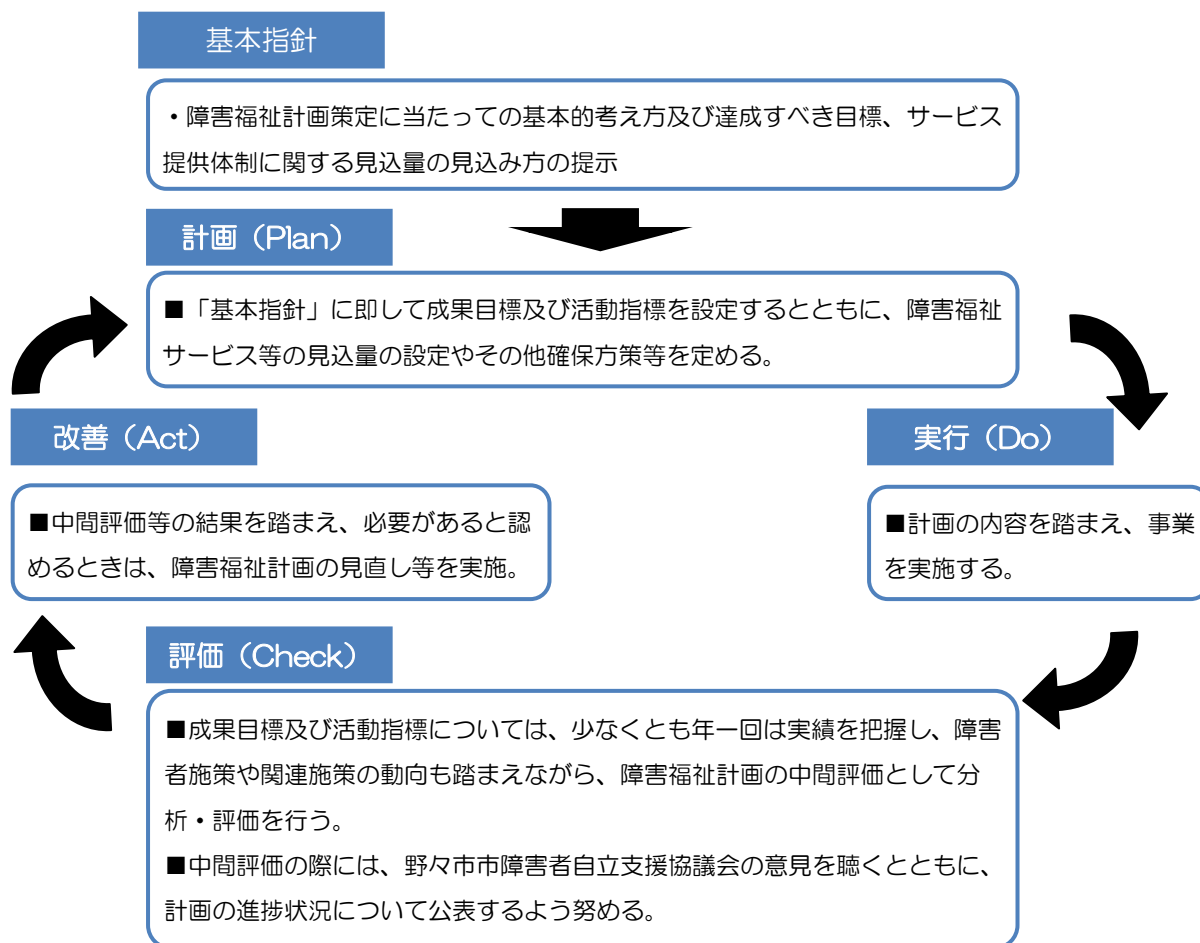 基本指針
・障害福祉計画策定に当たっての基本的考え方及び達成すべき目標、サービス
提供体制に関する見込量の見込み方の提示
計画（Plan）
■「基本指針」に即して成果目標及び活動指標を設定するとともに、障害福祉
サービス等の見込量の設定やその他確保方策等を定める。
改善（Act）
■中間評価等の結果を踏まえ、必要があると認
めるときは、障害福祉計画の見直し等を実施。
実行（Do）
■計画の内容を踏まえ、事業
を実施する。
評価（Check）
■成果目標及び活動指標については、少なくとも年一回は実績を把握し、障害
者施策や関連施策の動向も踏まえながら、障害福祉計画の中間評価として分
析・評価を行う。
■中間評価の際には、野々市市障害者自立支援協議会の意見を聴くとともに、
計画の進捗状況について公表するよう努める。